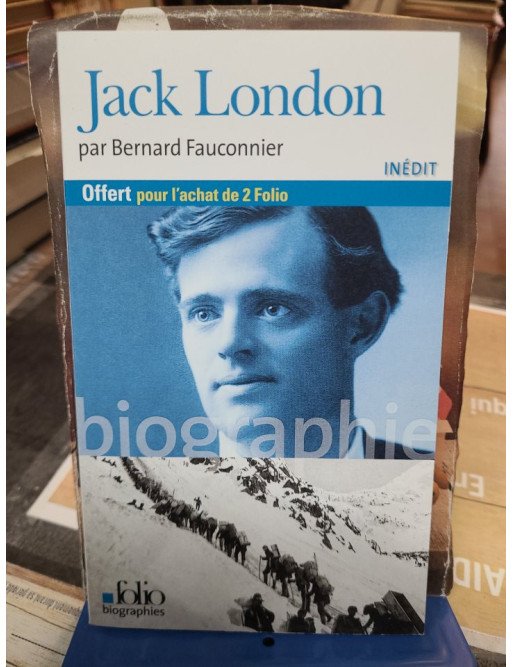 Jack London
par Bernard Fauconnier
INÉDIT
Offert pour l'achat de 2 Folio
biographie
folio
biographies